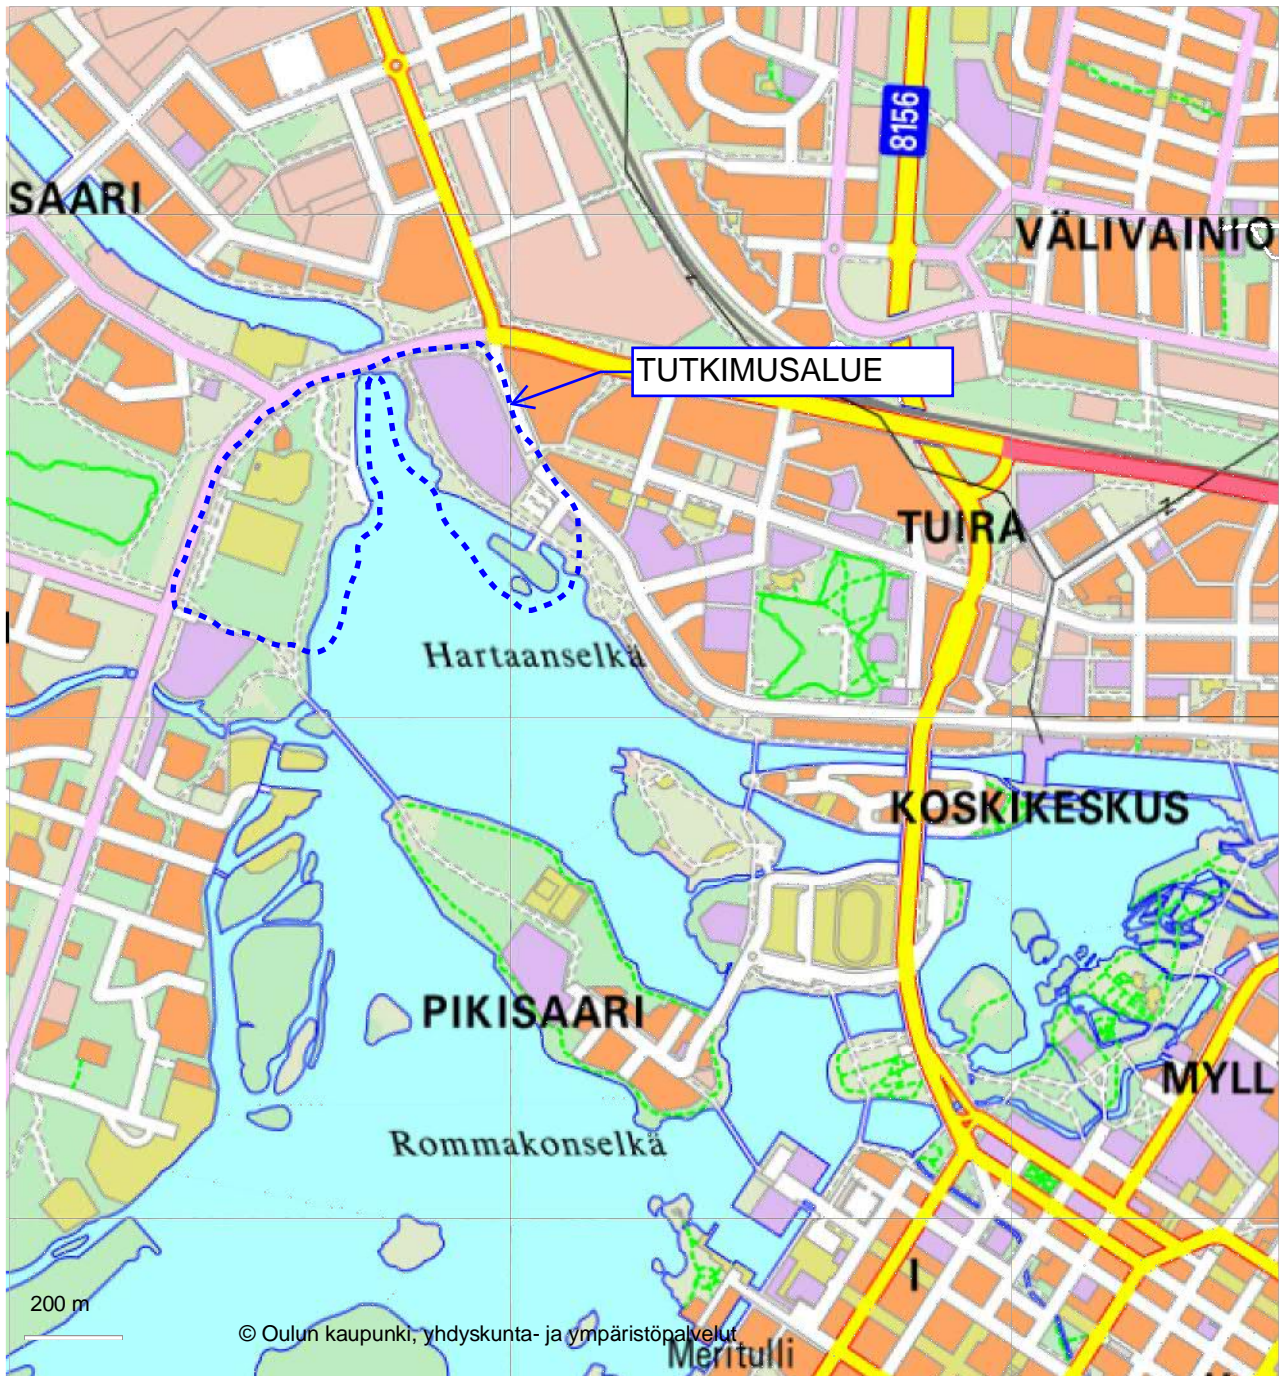 8156
SAARI
VÄLIVAINIO
TUTKIMUSALUE
TUIRA
Hartaanselkä
KOSKIKESKUS
PIKISAARI
MYLL
Rommakonselkä
I
200 m
© Oulun kaupunki, yhdyskunta- ja ympäristöpalvelut
Meritulli